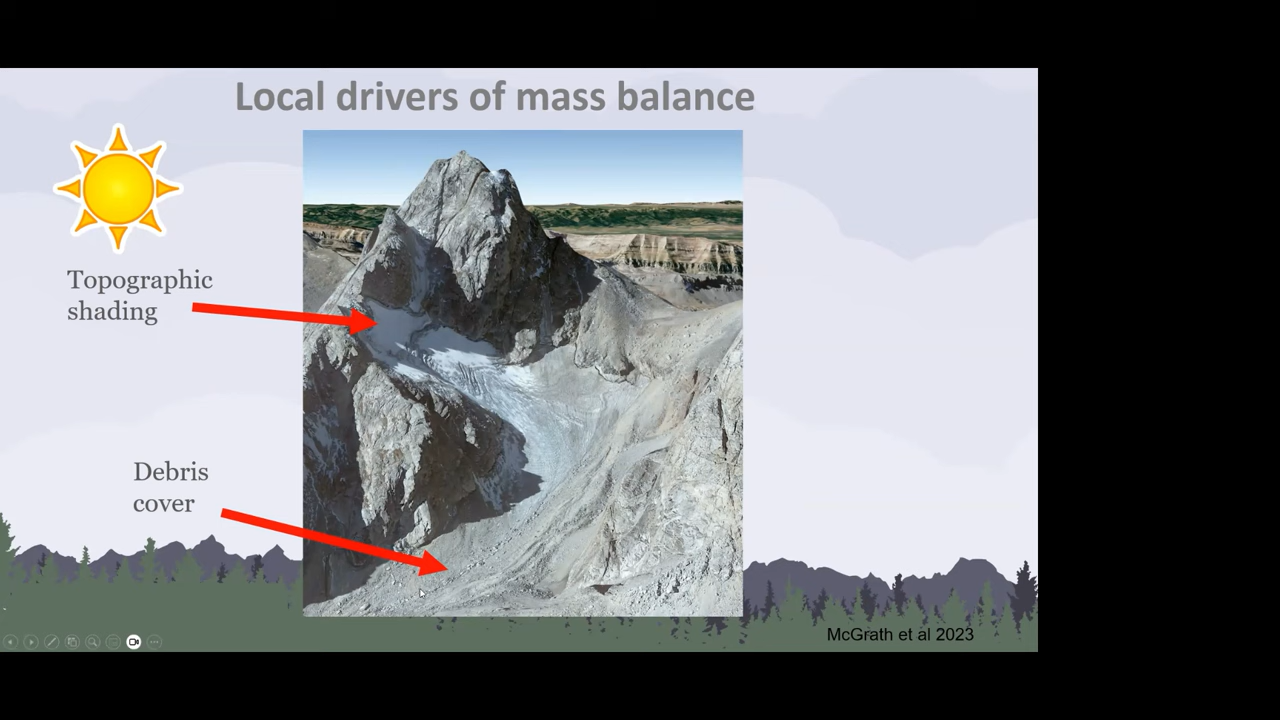 Local drivers of mass balance
Topographic
shading
Debris
cover
McGrath et al 2023